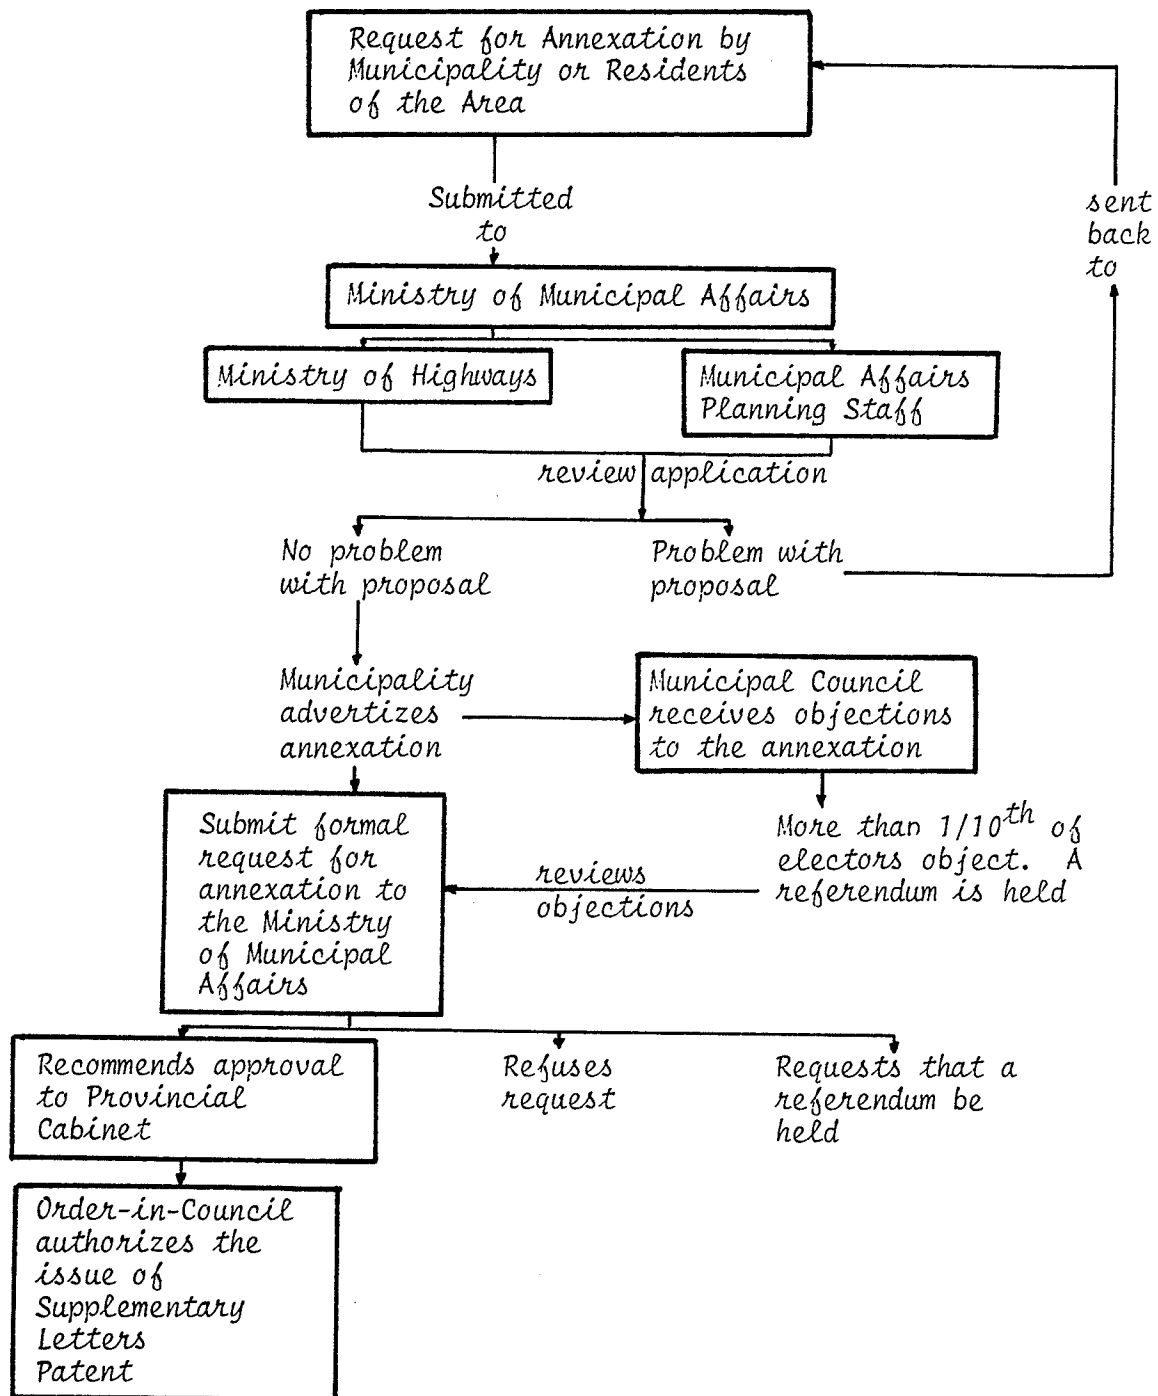 Request for Annexation by
Municipality or Residents
of the Area
Submitted
to
sent
back
to
Ministry of Municipal Affairs
Ministry of Highways
Municipal Affairs
Planning Staff
review application
No problem
with proposal
Problem with
proposal
Municipality
advertizes
annexation
Municipal Council
receives objections
to the annexation
Submit formal
request for
annexation to
the Ministry
of Municipal
Affairs
reviews
objections
More than 1/10th of
electors object. A
referendum is held
Recommends approval
to Provincial
Cabinet
Refuses
request
Requests that a
referendum be
held
Order-in-Council
authorizes the
issue of
Supplementary
Letters
Patent